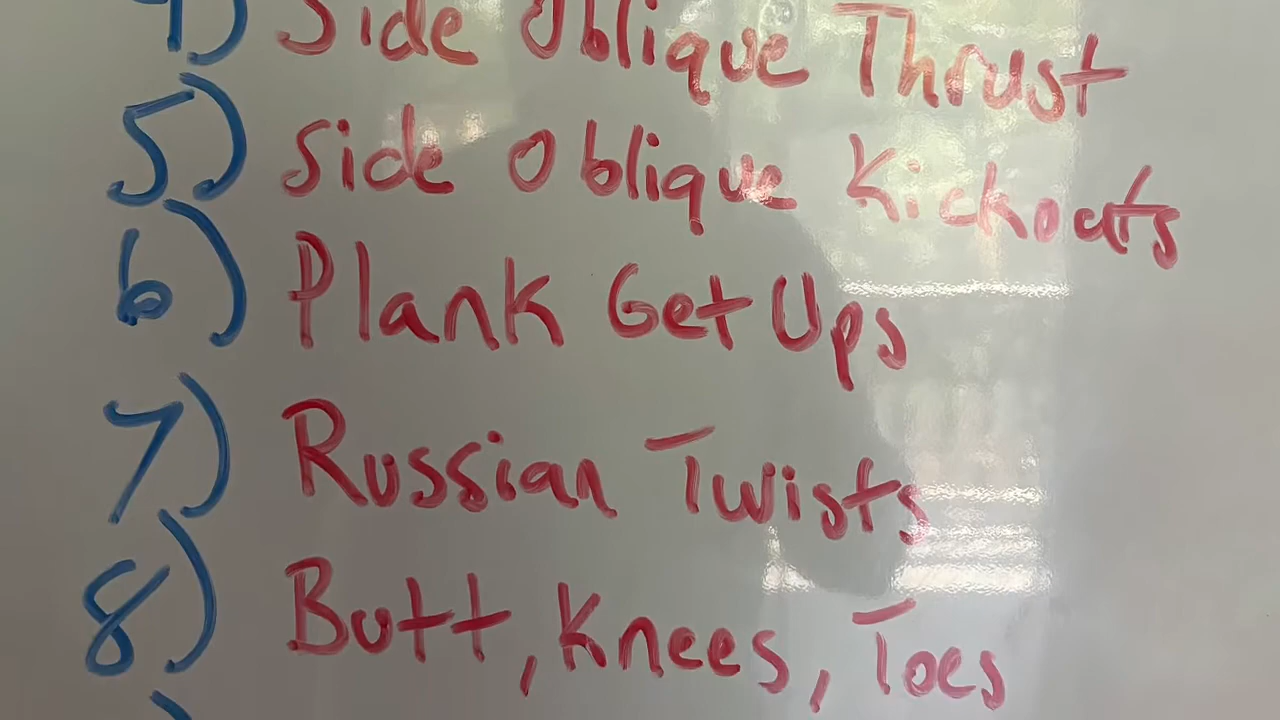 4) Side Oblique Thrust
5) Side Oblique Kickouts
6) Plank Get Ups
7) Russian Twists
8) Butt, Knees, Toes